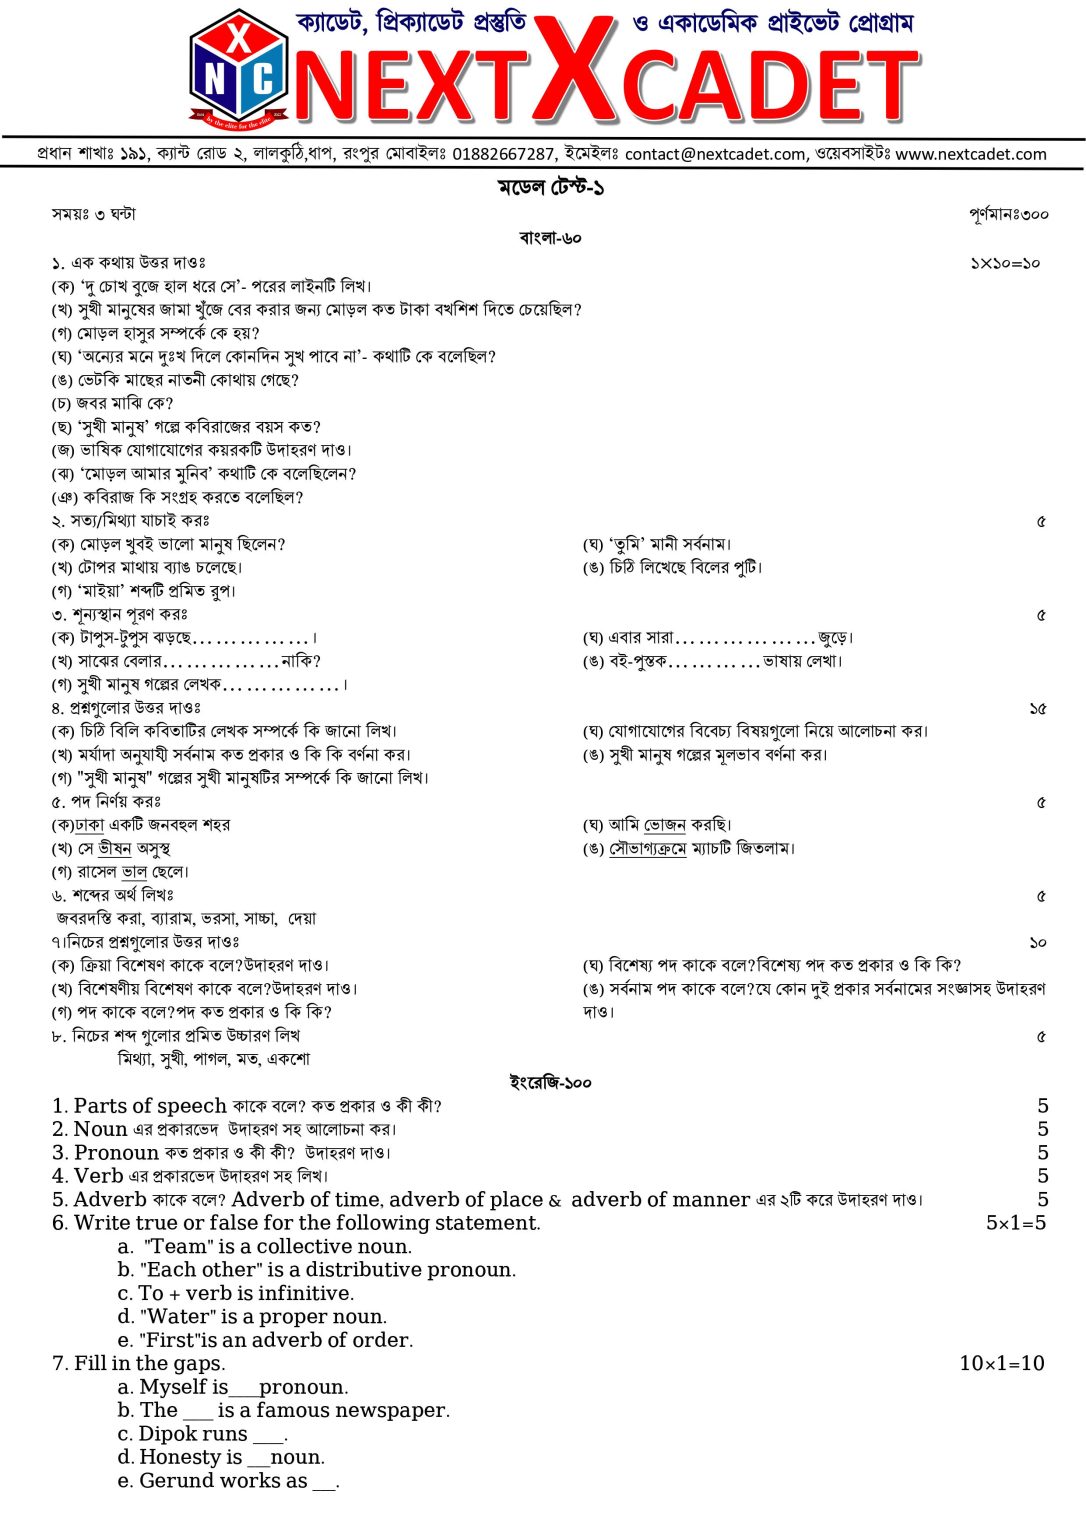 ক্যাডেট, প্রিক্যাডেট প্রস্তুতি ও একাডেমিক প্রাইভেট প্রোগ্রাম
XNC
NEXTXCADET
by the elite for the elite
প্রধান শাখাঃ ১৯১, ক্যান্ট রোড ২, লালকুঠি,ধাপ, রংপুর মোবাইলঃ 01882667287, ইমেইলঃ contact@nextcadet.com, ওয়েবসাইটঃ www.nextcadet.com
মডেল টেস্ট-১
সময়ঃ ৩ ঘন্টা পূর্ণমানঃ৩০০
বাংলা-৬০
১. এক কথায় উত্তর দাওঃ ১×১০=১০
(ক) ‘দু চোখ বুজে হাল ধরে সে’- পরের লাইনটি লিখ।
(খ) সুখী মানুষের জামা খুঁজে বের করার জন্য মোড়ল কত টাকা বখশিশ দিতে চেয়েছিল?
(গ) মোড়ল হাসুর সম্পর্কে কে হয়?
(ঘ) ‘অন্যের মনে দুঃখ দিলে কোনদিন সুখ পাবে না’- কথাটি কে বলেছিল?
(ঙ) ভেটকি মাছের নাতনী কোথায় গেছে?
(চ) জবর মাঝি কে?
(ছ) ‘সুখী মানুষ’ গল্পে কবিরাজের বয়স কত?
(জ) ভাষিক যোগাযোগের কয়রকটি উদাহরণ দাও।
(ঝ) ‘মোড়ল আমার মুনিব’ কথাটি কে বলেছিলেন?
(ঞ) কবিরাজ কি সংগ্রহ করতে বলেছিল?
২. সত্য/মিথ্যা যাচাই করঃ ৫
(ক) মোড়ল খুবই ভালো মানুষ ছিলেন? (ঘ) ‘তুমি’ মানী সর্বনাম।
(খ) টোপর মাথায় ব্যাঙ চলেছে। (ঙ) চিঠি লিখেছে বিলের পুটি।
(গ) ‘মাইয়া’ শব্দটি প্রমিত রুপ।
৩. শূন্যস্থান পূরণ করঃ ৫
(ক) টাপুস-টুপুস ঝড়ছে...............। (ঘ) এবার সারা..................জুড়ে।
(খ) সাঝের বেলার...............নাকি? (ঙ) বই-পুস্তক............ভাষায় লেখা।
(গ) সুখী মানুষ গল্পের লেখক...............।
৪. প্রশ্নগুলোর উত্তর দাওঃ ১৫
(ক) চিঠি বিলি কবিতাটির লেখক সম্পর্কে কি জানো লিখ। (ঘ) যোগাযোগের বিবেচ্য বিষয়গুলো নিয়ে আলোচনা কর।
(খ) মর্যাদা অনুযায়ী সর্বনাম কত প্রকার ও কি কি বর্ণনা কর। (ঙ) সুখী মানুষ গল্পের মূলভাব বর্ণনা কর।
(গ) "সুখী মানুষ" গল্পের সুখী মানুষটির সম্পর্কে কি জানো লিখ।
৫. পদ নির্ণয় করঃ ৫
(ক)ঢাকা একটি জনবহুল শহর (ঘ) আমি ভোজন করছি।
(খ) সে ভীষন অসুস্থ (ঙ) সৌভাগ্যক্রমে ম্যাচটি জিতলাম।
(গ) রাসেল ভাল ছেলে।
৬. শব্দের অর্থ লিখঃ ৫
জবরদস্তি করা, ব্যারাম, ভরসা, সাচ্চা, দেয়া
৭।নিচের প্রশ্নগুলোর উত্তর দাওঃ ১০
(ক) ক্রিয়া বিশেষণ কাকে বলে?উদাহরণ দাও। (ঘ) বিশেষ্য পদ কাকে বলে?বিশেষ্য পদ কত প্রকার ও কি কি?
(খ) বিশেষণীয় বিশেষণ কাকে বলে?উদাহরণ দাও। (ঙ) সর্বনাম পদ কাকে বলে?যে কোন দুই প্রকার সর্বনামের সংজ্ঞাসহ উদাহরণ
(গ) পদ কাকে বলে?পদ কত প্রকার ও কি কি? দাও।
৮. নিচের শব্দ গুলোর প্রমিত উচ্চারণ লিখ ৫
মিথ্যা, সুখী, পাগল, মত, একশো
ইংরেজি-১০০
1. Parts of speech কাকে বলে? কত প্রকার ও কী কী? 5
2. Noun এর প্রকারভেদ উদাহরণ সহ আলোচনা কর। 5
3. Pronoun কত প্রকার ও কী কী? উদাহরণ দাও। 5
4. Verb এর প্রকারভেদ উদাহরণ সহ লিখ। 5
5. Adverb কাকে বলে? Adverb of time, adverb of place & adverb of manner এর ২টি করে উদাহরণ দাও। 5
6. Write true or false for the following statement. 5×1=5
a. "Team" is a collective noun.
b. "Each other" is a distributive pronoun.
c. To + verb is infinitive.
d. "Water" is a proper noun.
e. "First"is an adverb of order.
7. Fill in the gaps. 10×1=10
a. Myself is___pronoun.
b. The ___ is a famous newspaper.
c. Dipok runs ___.
d. Honesty is __noun.
e. Gerund works as __.